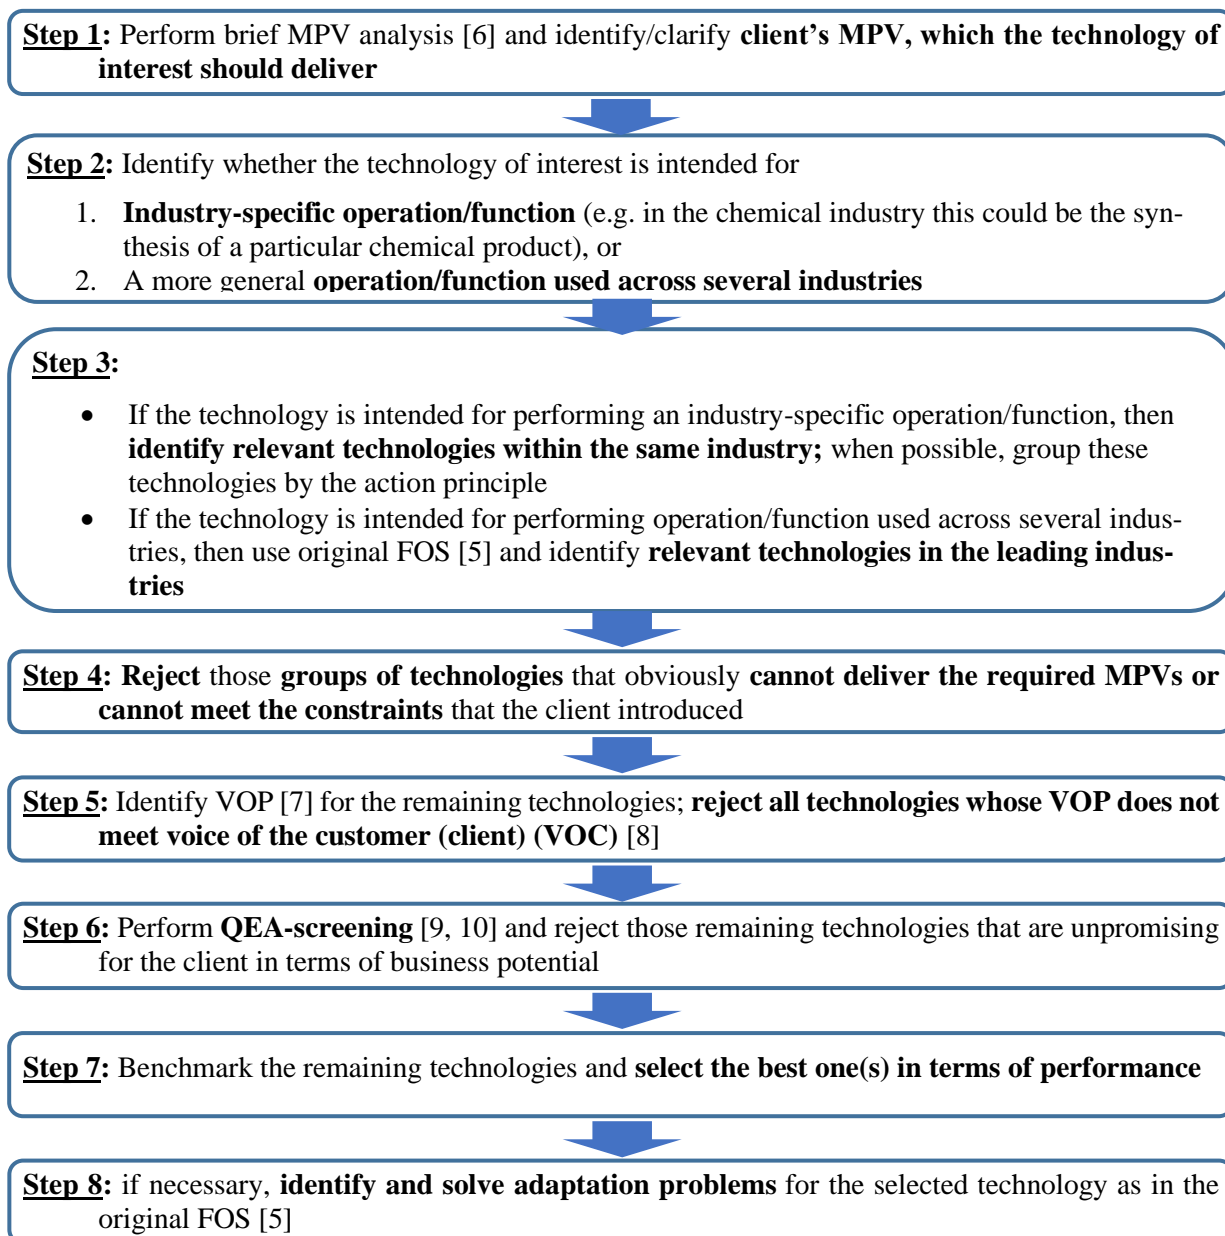 Step 1: Perform brief MPV analysis [6] and identify/clarify client’s MPV, which the technology of
interest should deliver
Step 2: Identify whether the technology of interest is intended for
1. Industry-specific operation/function (e.g. in the chemical industry this could be the syn-
thesis of a particular chemical product), or
2. A more general operation/function used across several industries
Step 3:
• If the technology is intended for performing an industry-specific operation/function, then
identify relevant technologies within the same industry; when possible, group these
technologies by the action principle
• If the technology is intended for performing operation/function used across several indus-
tries, then use original FOS [5] and identify relevant technologies in the leading indus-
tries
Step 4: Reject those groups of technologies that obviously cannot deliver the required MPVs or
cannot meet the constraints that the client introduced
Step 5: Identify VOP [7] for the remaining technologies; reject all technologies whose VOP does not
meet voice of the customer (client) (VOC) [8]
Step 6: Perform QEA-screening [9, 10] and reject those remaining technologies that are unpromising
for the client in terms of business potential
Step 7: Benchmark the remaining technologies and select the best one(s) in terms of performance
Step 8: if necessary, identify and solve adaptation problems for the selected technology as in the
original FOS [5]